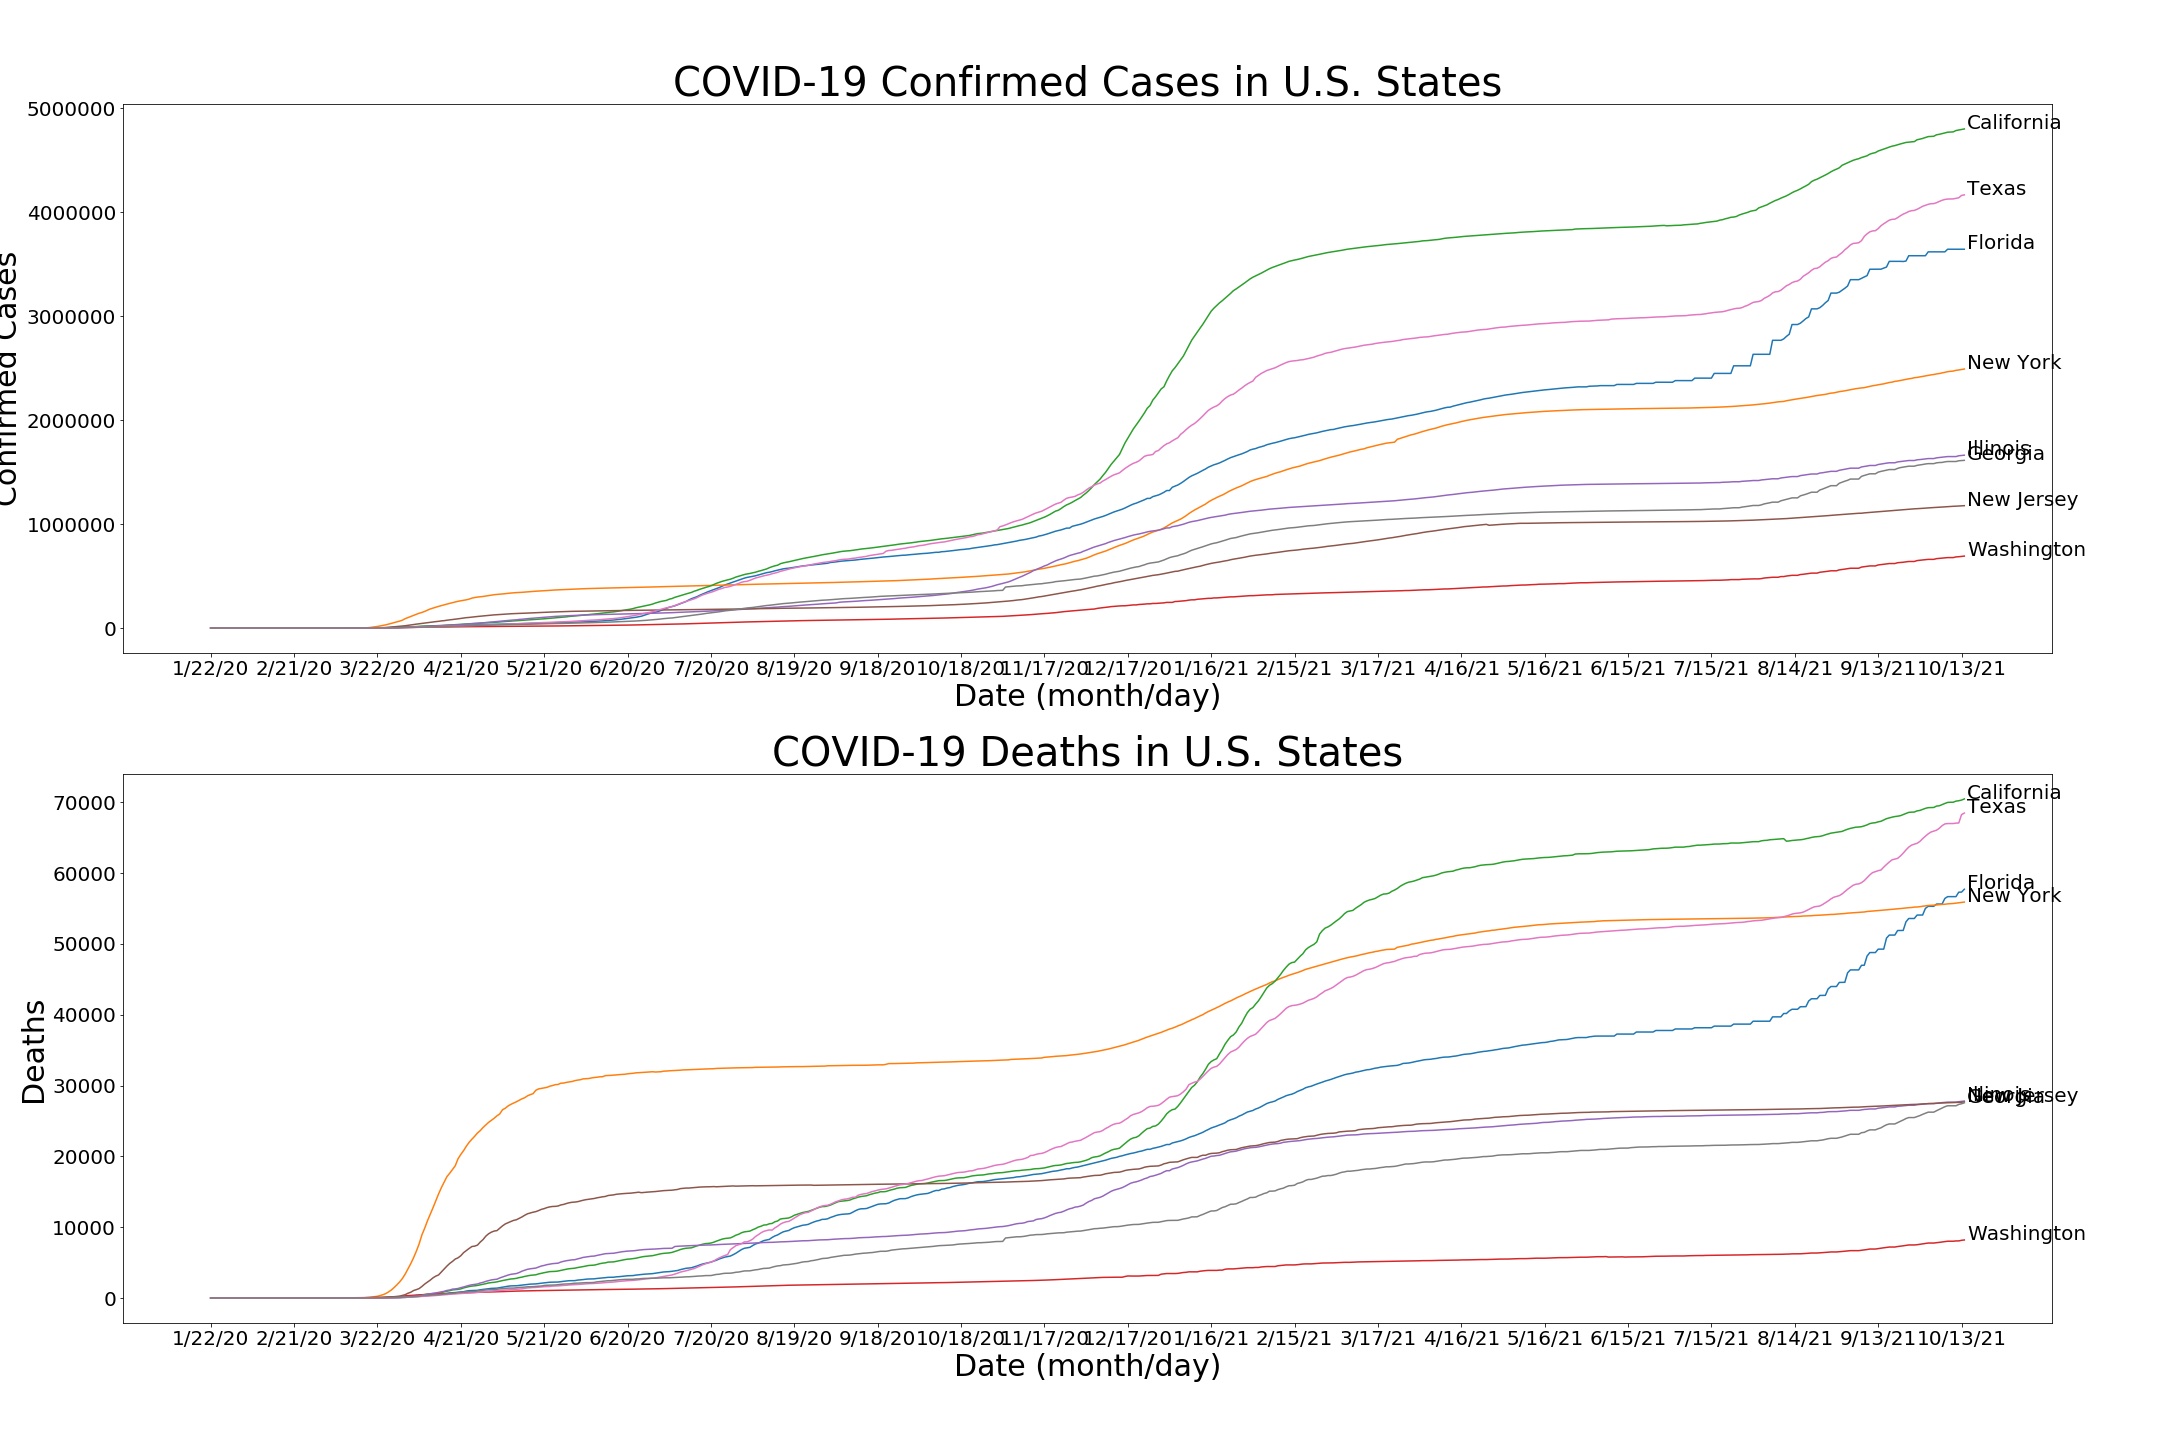 COVID-19 Confirmed Cases in U.S. States
Confirmed Cases
5000000
4000000
3000000
2000000
1000000
0
California
Texas
Florida
New York
Illinois
Georgia
New Jersey
Washington
1/22/20 2/21/20 3/22/20 4/21/20 5/21/20 6/20/20 7/20/20 8/19/20 9/18/20 10/18/20 11/17/20 12/17/20 1/16/21 2/15/21 3/17/21 4/16/21 5/16/21 6/15/21 7/15/21 8/14/21 9/13/21 10/13/21
Date (month/day)
COVID-19 Deaths in U.S. States
Deaths
70000
60000
50000
40000
30000
20000
10000
0
California
Texas
Florida
New York
Illinois
New Jersey
Georgia
Washington
1/22/20 2/21/20 3/22/20 4/21/20 5/21/20 6/20/20 7/20/20 8/19/20 9/18/20 10/18/20 11/17/20 12/17/20 1/16/21 2/15/21 3/17/21 4/16/21 5/16/21 6/15/21 7/15/21 8/14/21 9/13/21 10/13/21
Date (month/day)